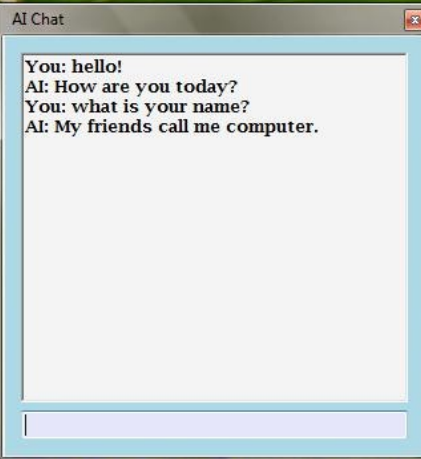 AI Chat
You: hello!
AI: How are you today?
You: what is your name?
AI: My friends call me computer.